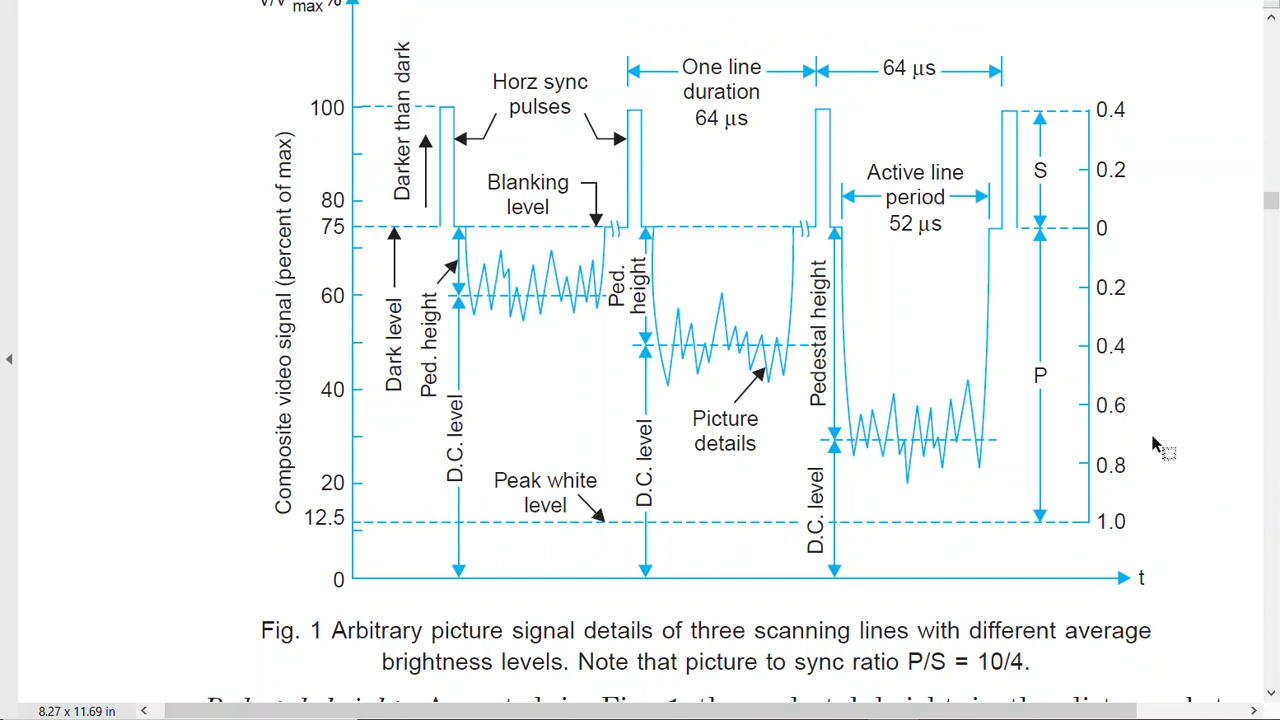 V/V max %
Composite video signal (percent of max)
100
80
75
60
40
20
12.5
0
Darker than dark
Dark level
Horz sync
pulses
Blanking
level
Ped. height
D.C. level
Peak white
level
One line
duration
64 µs
Ped.
height
D.C. level
Picture
details
64 µs
Active line
period
52 µs
Pedestal height
D.C. level
S
P
0.4
0.2
0
0.2
0.4
0.6
0.8
1.0
t
Fig. 1 Arbitrary picture signal details of three scanning lines with different average
brightness levels. Note that picture to sync ratio P/S = 10/4.
8.27 x 11.69 in